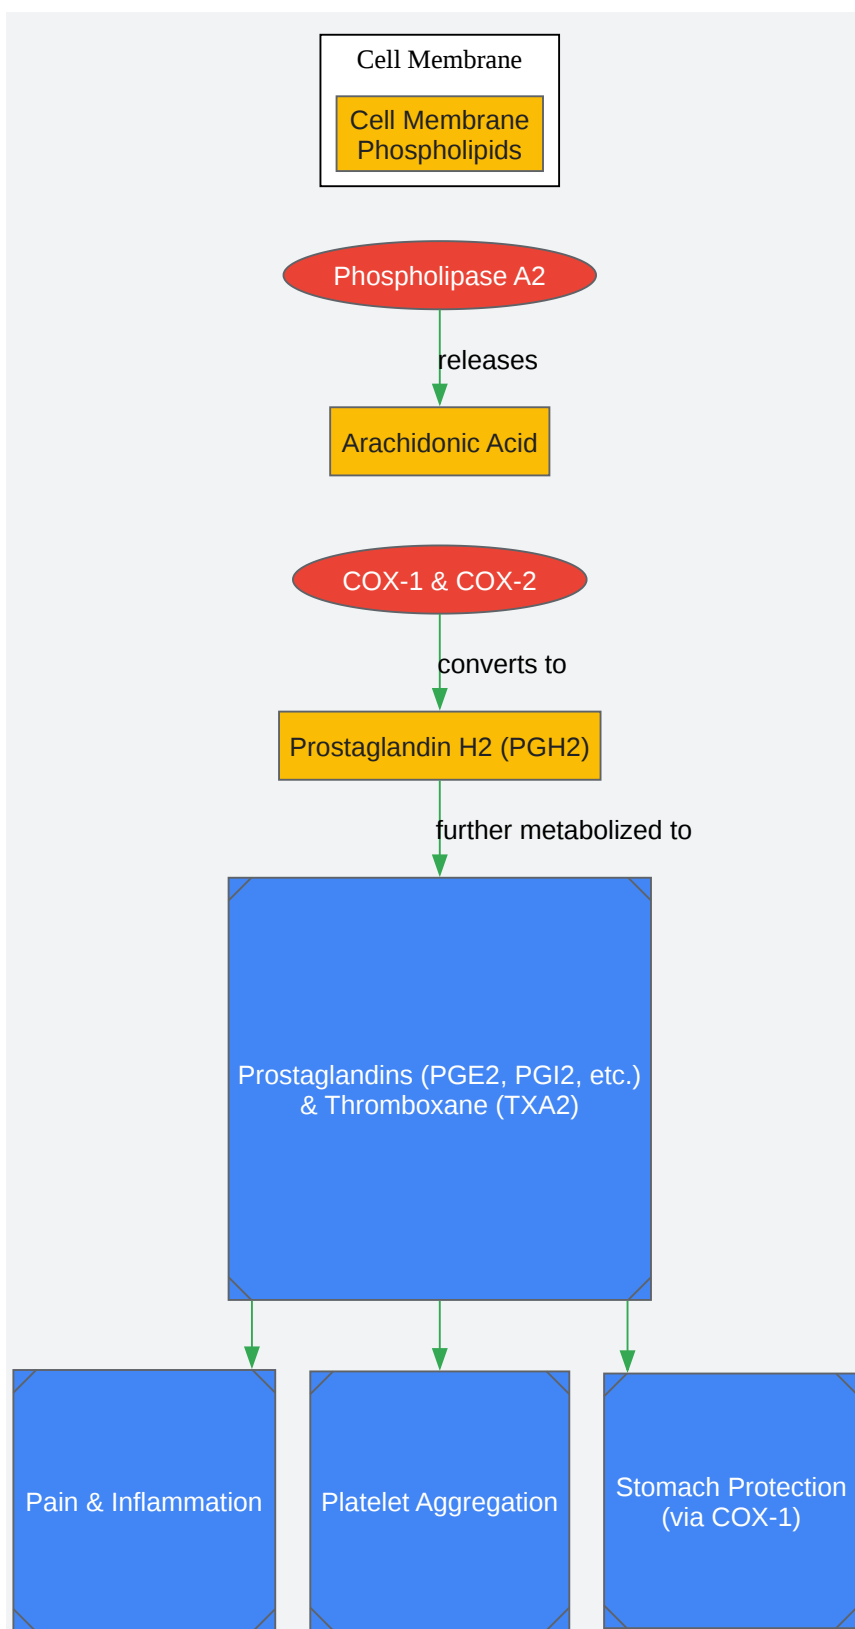 Cell Membrane
Cell Membrane
Phospholipids
Phospholipase A2
releases
Arachidonic Acid
COX-1 & COX-2
converts to
Prostaglandin H2 (PGH2)
further metabolized to
Prostaglandins (PGE2, PGI2, etc.)
& Thromboxane (TXA2)
Pain & Inflammation
Platelet Aggregation
Stomach Protection
(via COX-1)